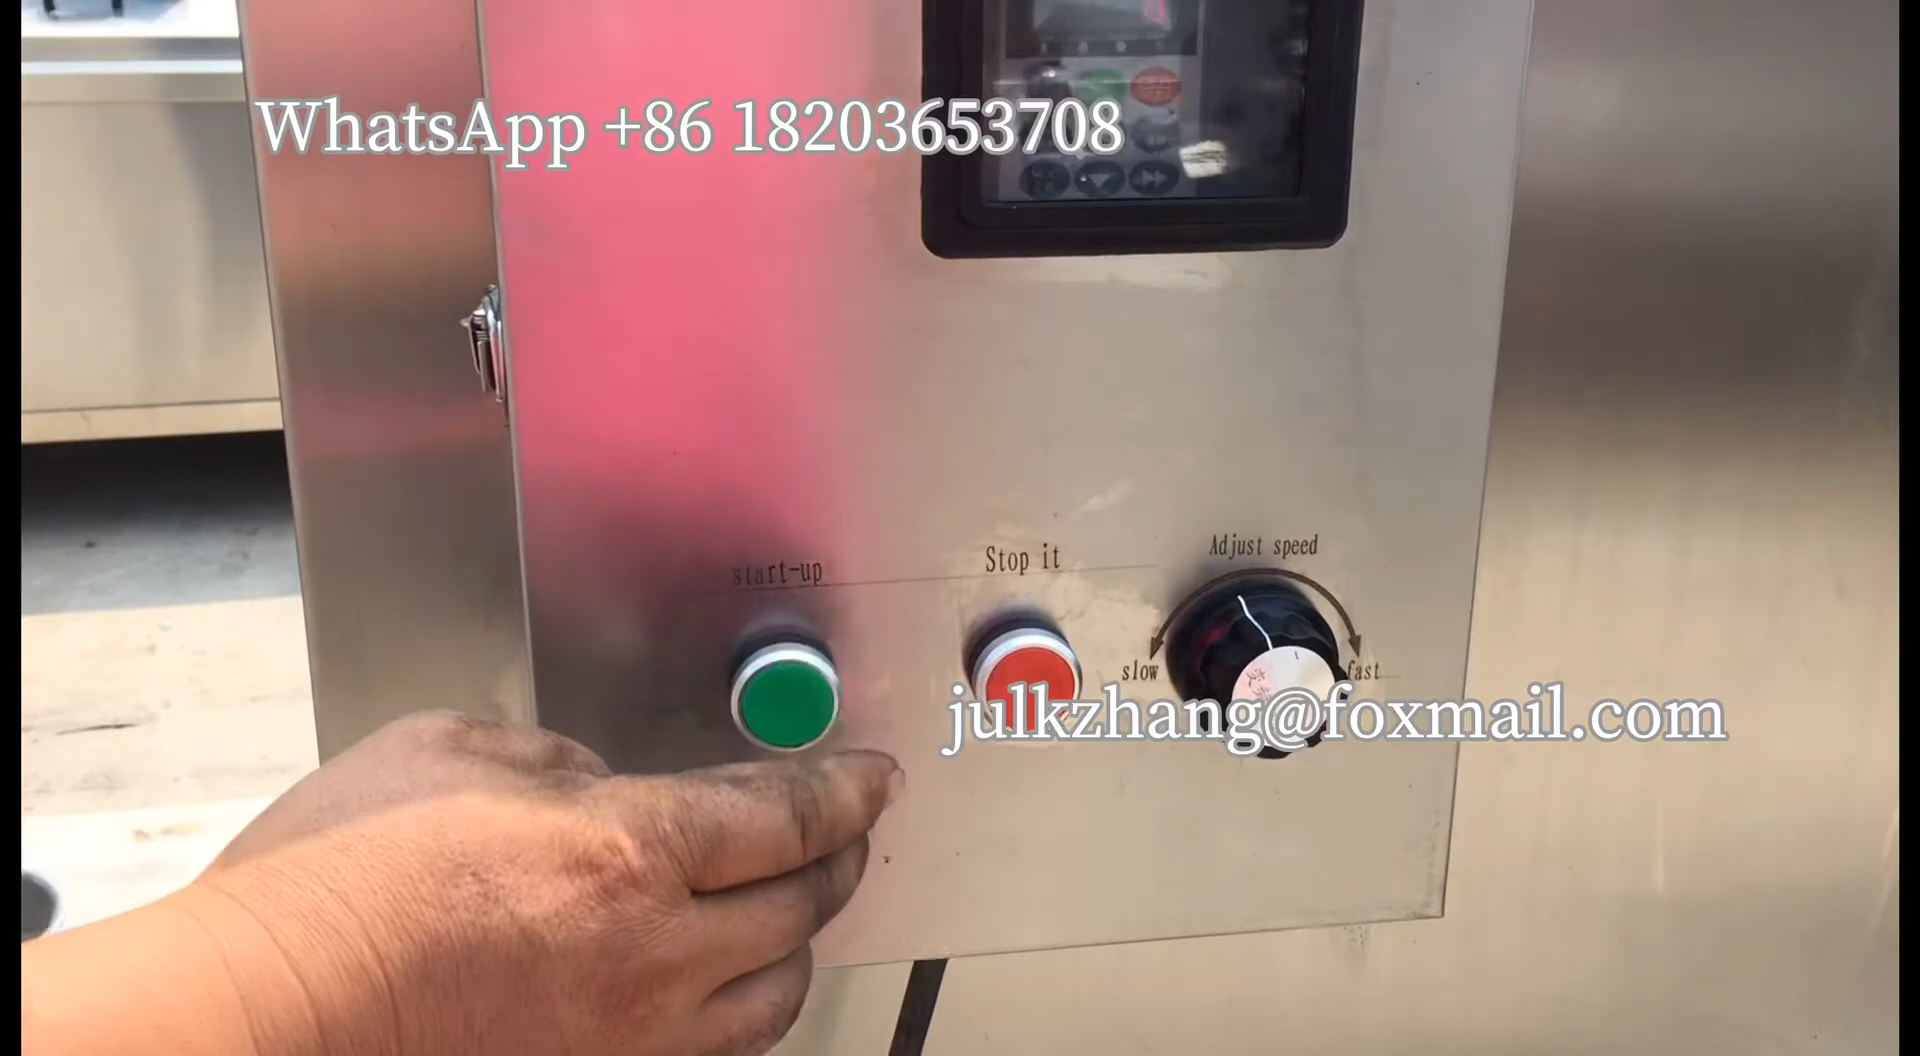 WhatsApp +86 18203653708
start-up
Stop it
Adjust speed
slow
fast
julkzhang@foxmail.com